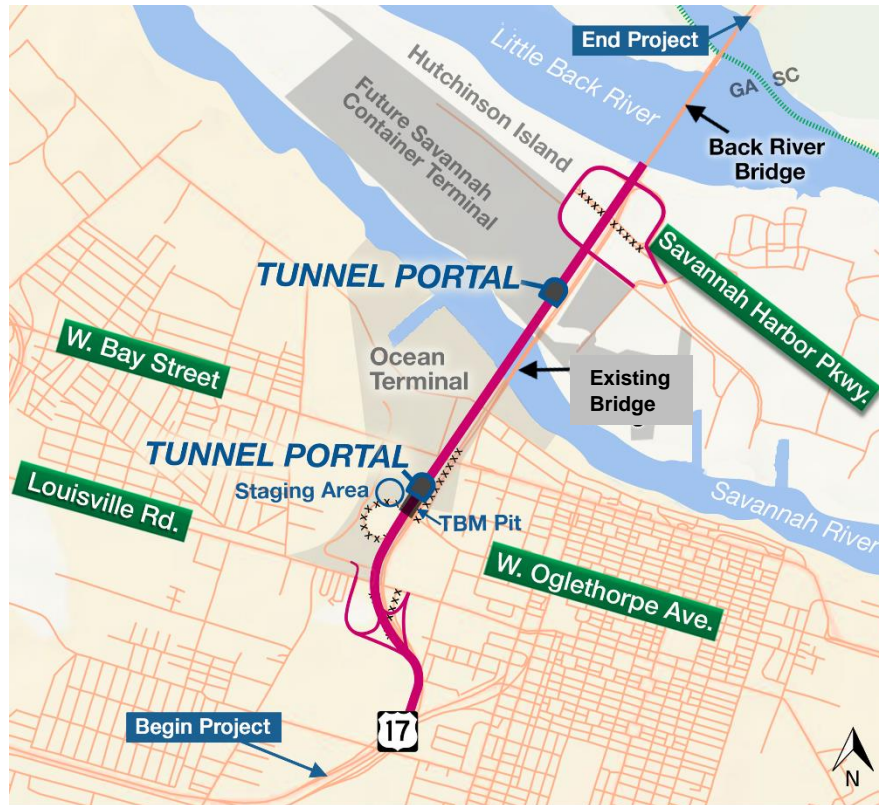 End Project
Little Back River
GA SC
Hutchinson Island
Future Savannah
Container Terminal
Back River
Bridge
Savannah Harbor Pkwy.
TUNNEL PORTAL
W. Bay Street
Ocean
Terminal
Existing
Bridge
TUNNEL PORTAL
Staging Area
Louisville Rd.
TBM Pit
Savannah River
W. Oglethorpe Ave.
Begin Project
17
N